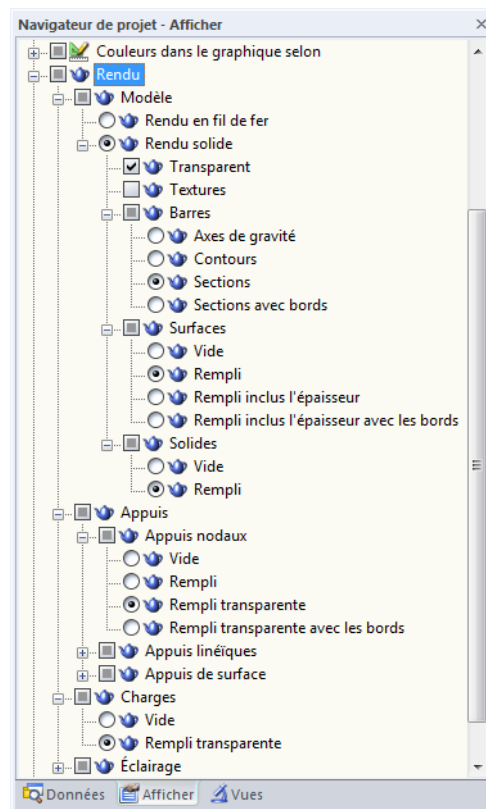 Navigateur de projet - Afficher
Couleurs dans le graphique selon
Rendu
Modèle
Rendu en fil de fer
Rendu solide
Transparent
Textures
Barres
Axes de gravité
Contours
Sections
Sections avec bords
Surfaces
Vide
Rempli
Rempli inclus l'épaisseur
Rempli inclus l'épaisseur avec les bords
Solides
Vide
Rempli
Appuis
Appuis nodaux
Vide
Rempli
Rempli transparente
Rempli transparente avec les bords
Appuis linéïques
Appuis de surface
Charges
Vide
Rempli transparente
Éclairage
Données Afficher Vues